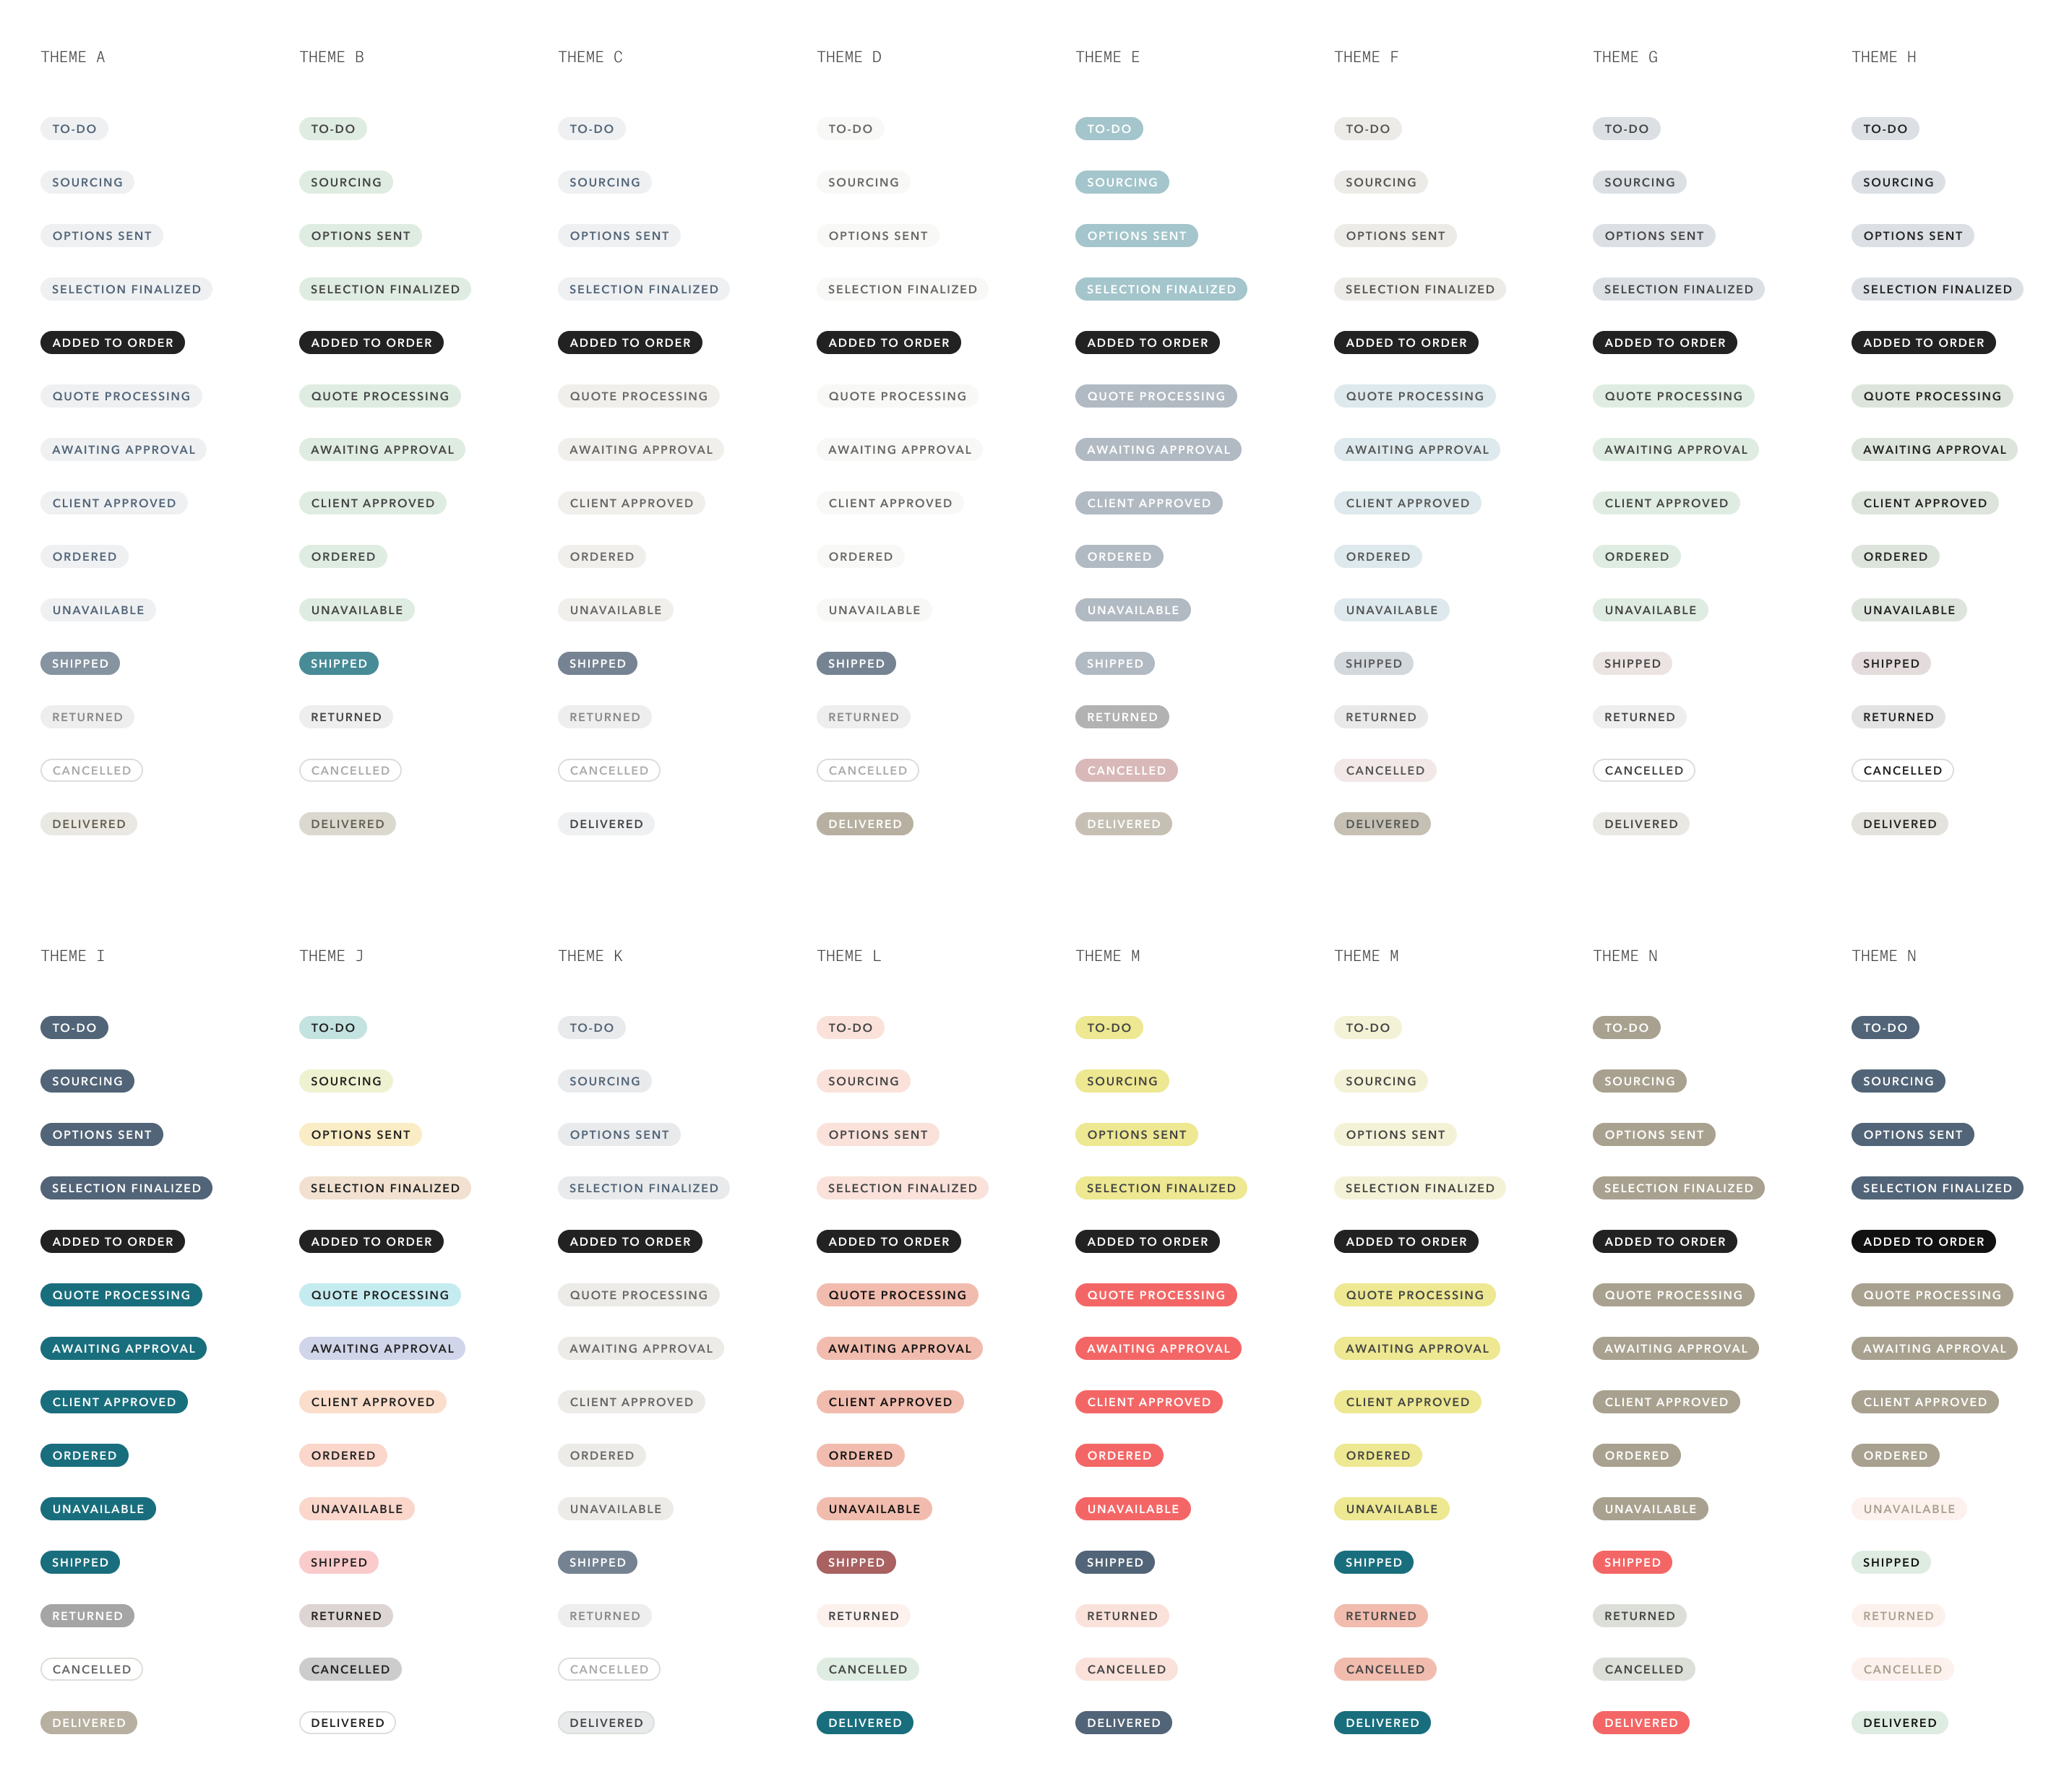 THEME A THEME B THEME C THEME D THEME E THEME F THEME G THEME H
TO-DO TO-DO TO-DO TO-DO TO-DO TO-DO TO-DO TO-DO
SOURCING SOURCING SOURCING SOURCING SOURCING SOURCING SOURCING SOURCING
OPTIONS SENT OPTIONS SENT OPTIONS SENT OPTIONS SENT OPTIONS SENT OPTIONS SENT OPTIONS SENT OPTIONS SENT
SELECTION FINALIZED SELECTION FINALIZED SELECTION FINALIZED SELECTION FINALIZED SELECTION FINALIZED SELECTION FINALIZED SELECTION FINALIZED SELECTION FINALIZED
ADDED TO ORDER ADDED TO ORDER ADDED TO ORDER ADDED TO ORDER ADDED TO ORDER ADDED TO ORDER ADDED TO ORDER ADDED TO ORDER
QUOTE PROCESSING QUOTE PROCESSING QUOTE PROCESSING QUOTE PROCESSING QUOTE PROCESSING QUOTE PROCESSING QUOTE PROCESSING QUOTE PROCESSING
AWAITING APPROVAL AWAITING APPROVAL AWAITING APPROVAL AWAITING APPROVAL AWAITING APPROVAL AWAITING APPROVAL AWAITING APPROVAL AWAITING APPROVAL
CLIENT APPROVED CLIENT APPROVED CLIENT APPROVED CLIENT APPROVED CLIENT APPROVED CLIENT APPROVED CLIENT APPROVED CLIENT APPROVED
ORDERED ORDERED ORDERED ORDERED ORDERED ORDERED ORDERED ORDERED
UNAVAILABLE UNAVAILABLE UNAVAILABLE UNAVAILABLE UNAVAILABLE UNAVAILABLE UNAVAILABLE UNAVAILABLE
SHIPPED SHIPPED SHIPPED SHIPPED SHIPPED SHIPPED SHIPPED SHIPPED
RETURNED RETURNED RETURNED RETURNED RETURNED RETURNED RETURNED RETURNED
CANCELLED CANCELLED CANCELLED CANCELLED CANCELLED CANCELLED CANCELLED CANCELLED
DELIVERED DELIVERED DELIVERED DELIVERED DELIVERED DELIVERED DELIVERED DELIVERED
THEME I THEME J THEME K THEME L THEME M THEME M THEME N THEME N
TO-DO TO-DO TO-DO TO-DO TO-DO TO-DO TO-DO TO-DO
SOURCING SOURCING SOURCING SOURCING SOURCING SOURCING SOURCING SOURCING
OPTIONS SENT OPTIONS SENT OPTIONS SENT OPTIONS SENT OPTIONS SENT OPTIONS SENT OPTIONS SENT OPTIONS SENT
SELECTION FINALIZED SELECTION FINALIZED SELECTION FINALIZED SELECTION FINALIZED SELECTION FINALIZED SELECTION FINALIZED SELECTION FINALIZED SELECTION FINALIZED
ADDED TO ORDER ADDED TO ORDER ADDED TO ORDER ADDED TO ORDER ADDED TO ORDER ADDED TO ORDER ADDED TO ORDER ADDED TO ORDER
QUOTE PROCESSING QUOTE PROCESSING QUOTE PROCESSING QUOTE PROCESSING QUOTE PROCESSING QUOTE PROCESSING QUOTE PROCESSING QUOTE PROCESSING
AWAITING APPROVAL AWAITING APPROVAL AWAITING APPROVAL AWAITING APPROVAL AWAITING APPROVAL AWAITING APPROVAL AWAITING APPROVAL AWAITING APPROVAL
CLIENT APPROVED CLIENT APPROVED CLIENT APPROVED CLIENT APPROVED CLIENT APPROVED CLIENT APPROVED CLIENT APPROVED CLIENT APPROVED
ORDERED ORDERED ORDERED ORDERED ORDERED ORDERED ORDERED ORDERED
UNAVAILABLE UNAVAILABLE UNAVAILABLE UNAVAILABLE UNAVAILABLE UNAVAILABLE UNAVAILABLE UNAVAILABLE
SHIPPED SHIPPED SHIPPED SHIPPED SHIPPED SHIPPED SHIPPED SHIPPED
RETURNED RETURNED RETURNED RETURNED RETURNED RETURNED RETURNED RETURNED
CANCELLED CANCELLED CANCELLED CANCELLED CANCELLED CANCELLED CANCELLED CANCELLED
DELIVERED DELIVERED DELIVERED DELIVERED DELIVERED DELIVERED DELIVERED DELIVERED